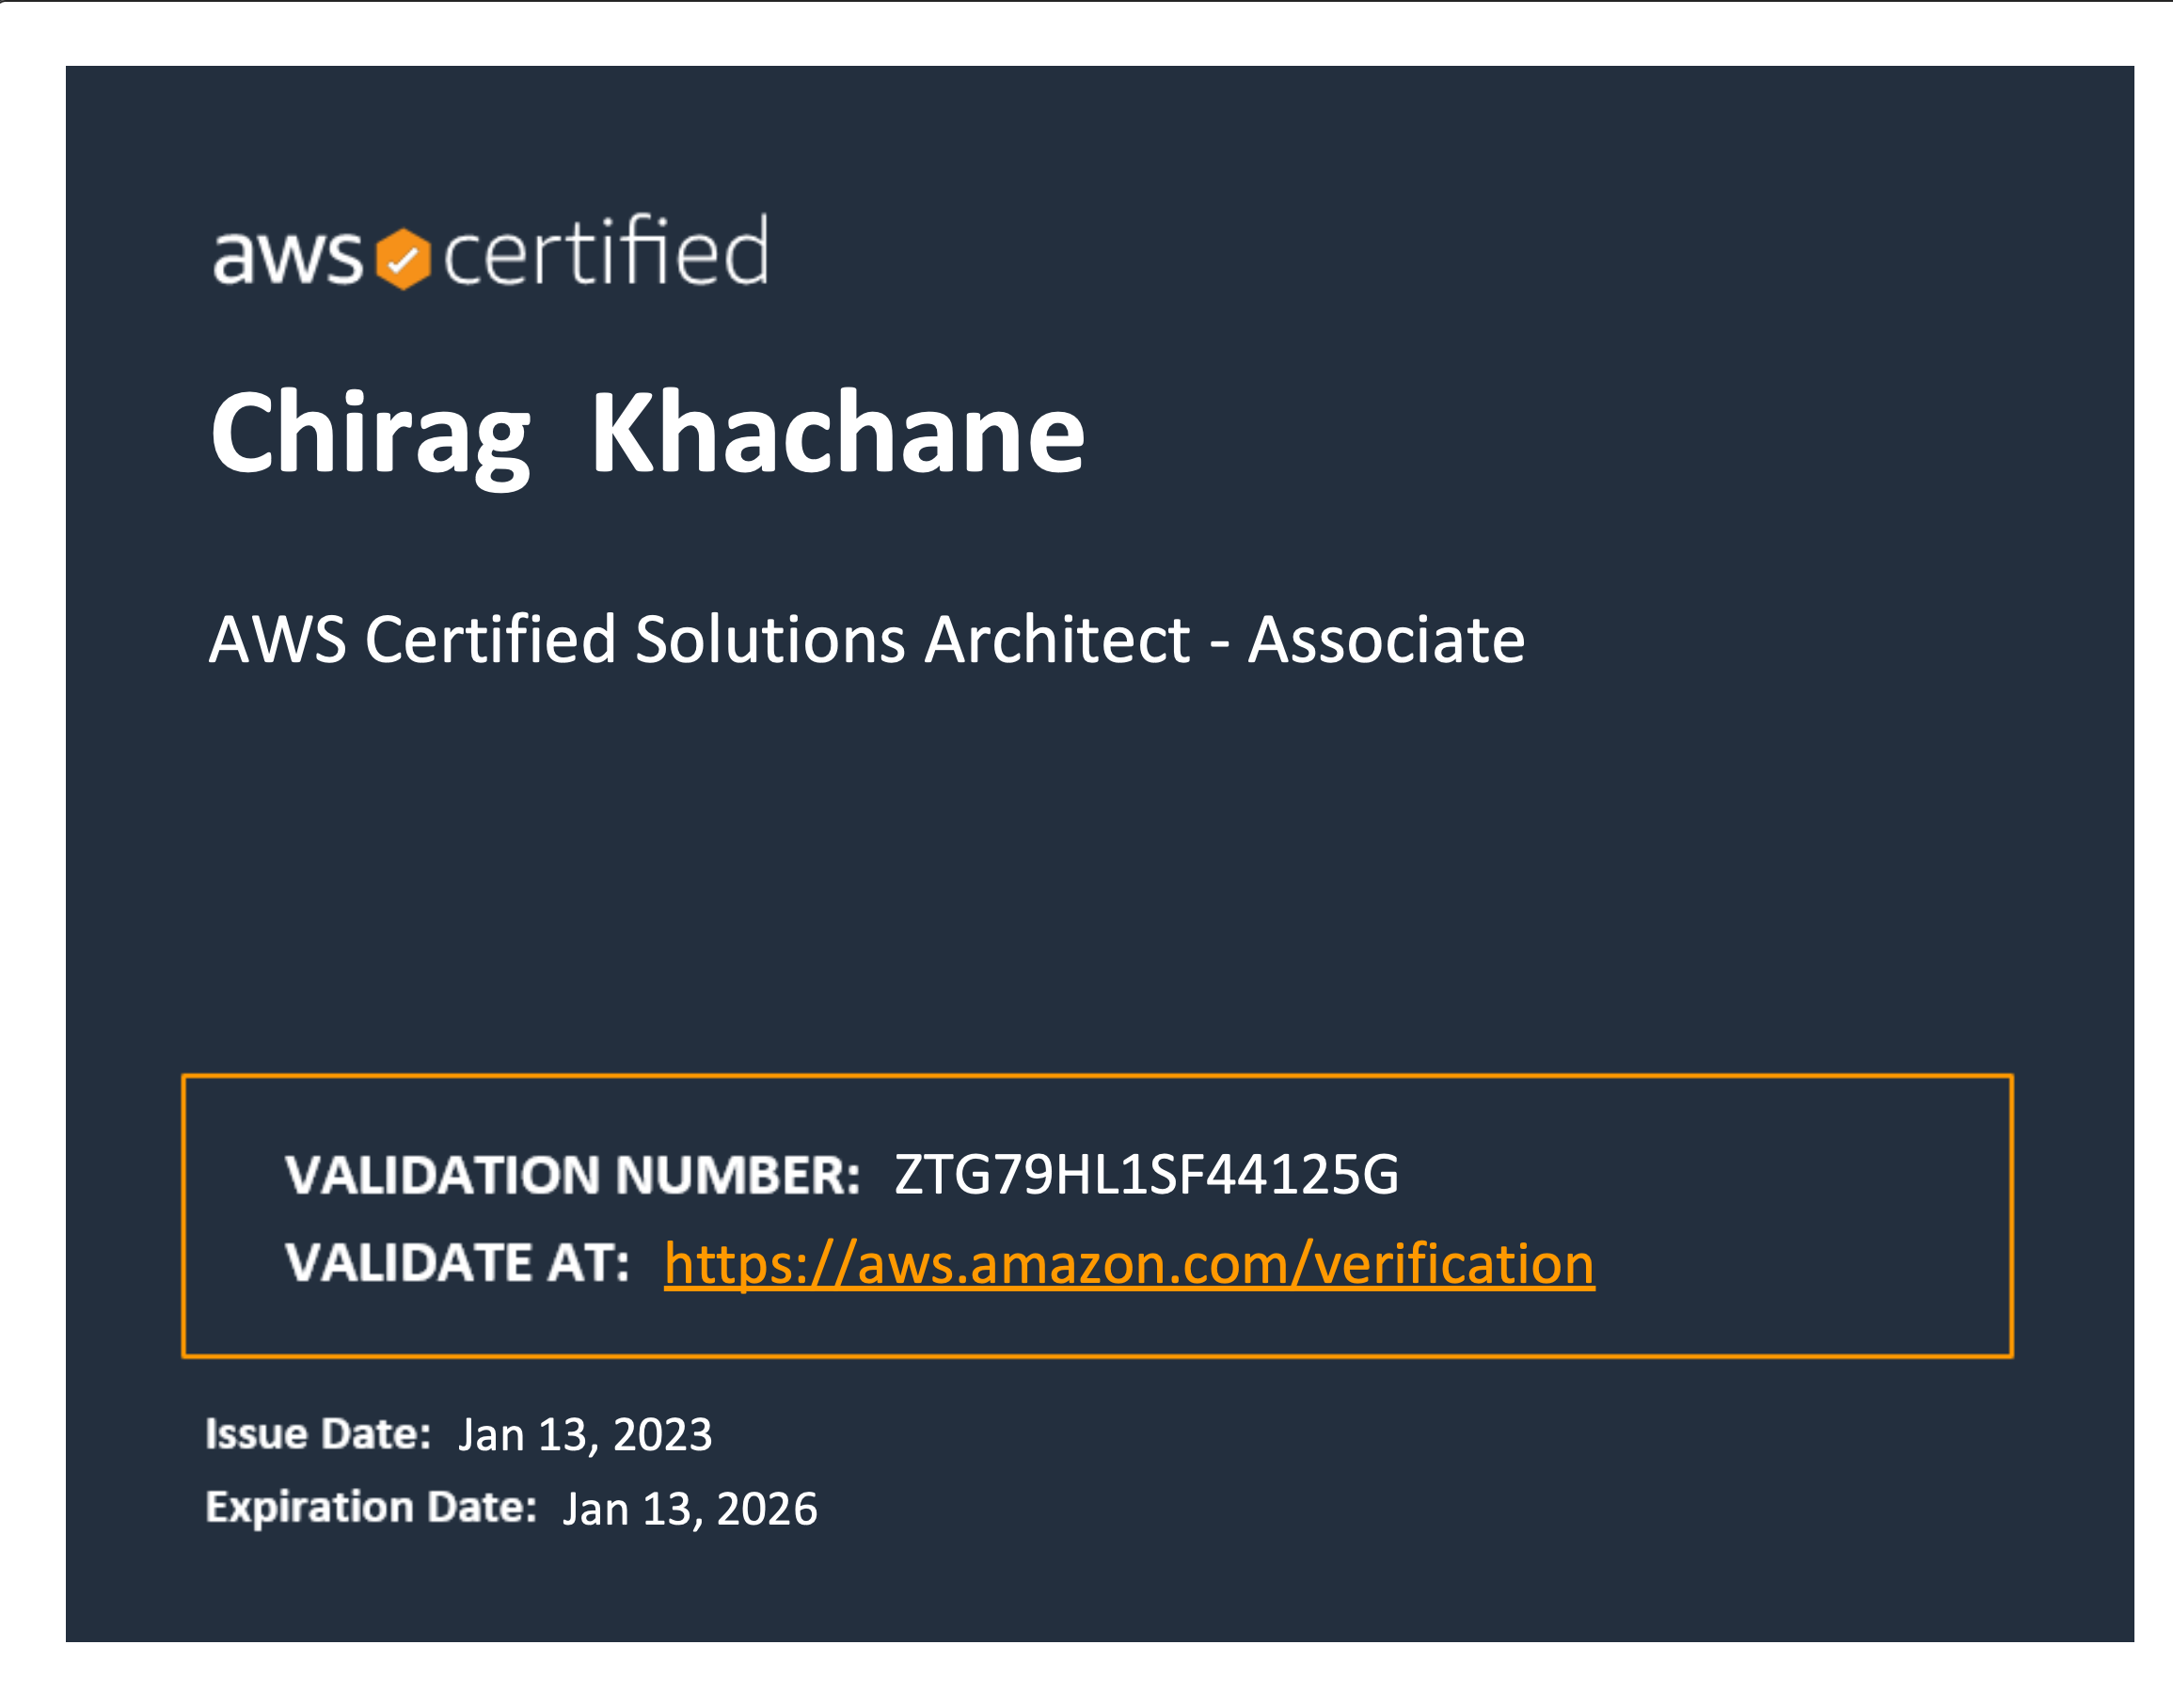 aws certified
Chirag Khachane
AWS Certified Solutions Architect - Associate
VALIDATION NUMBER: ZTG79HL1SF44125G
VALIDATE AT: https://aws.amazon.com/verification
Issue Date: Jan 13, 2023
Expiration Date: Jan 13, 2026